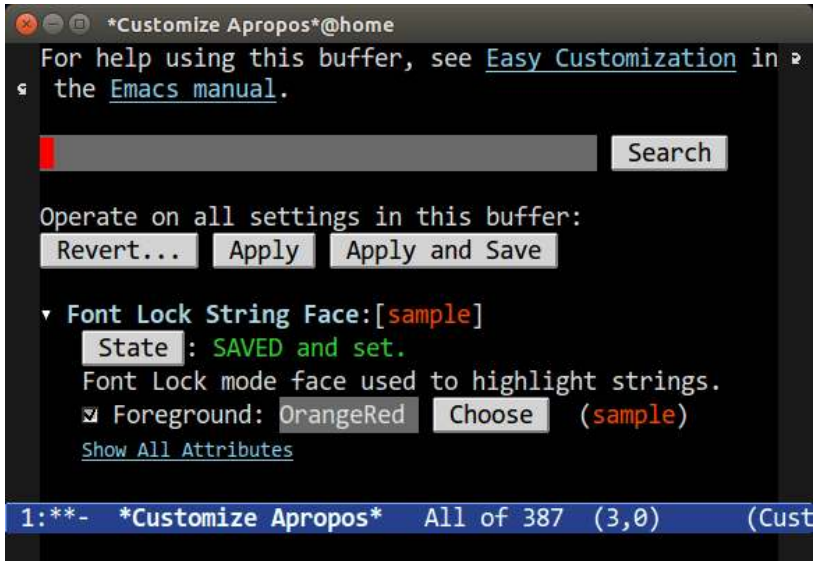 *Customize Apropos*@home
For help using this buffer, see Easy Customization in
the Emacs manual.
Search
Operate on all settings in this buffer:
Revert... Apply Apply and Save
Font Lock String Face:[sample]
State : SAVED and set.
Font Lock mode face used to highlight strings.
Foreground: OrangeRed Choose (sample)
Show All Attributes
1:**- *Customize Apropos* All of 387 (3,0) (Cust